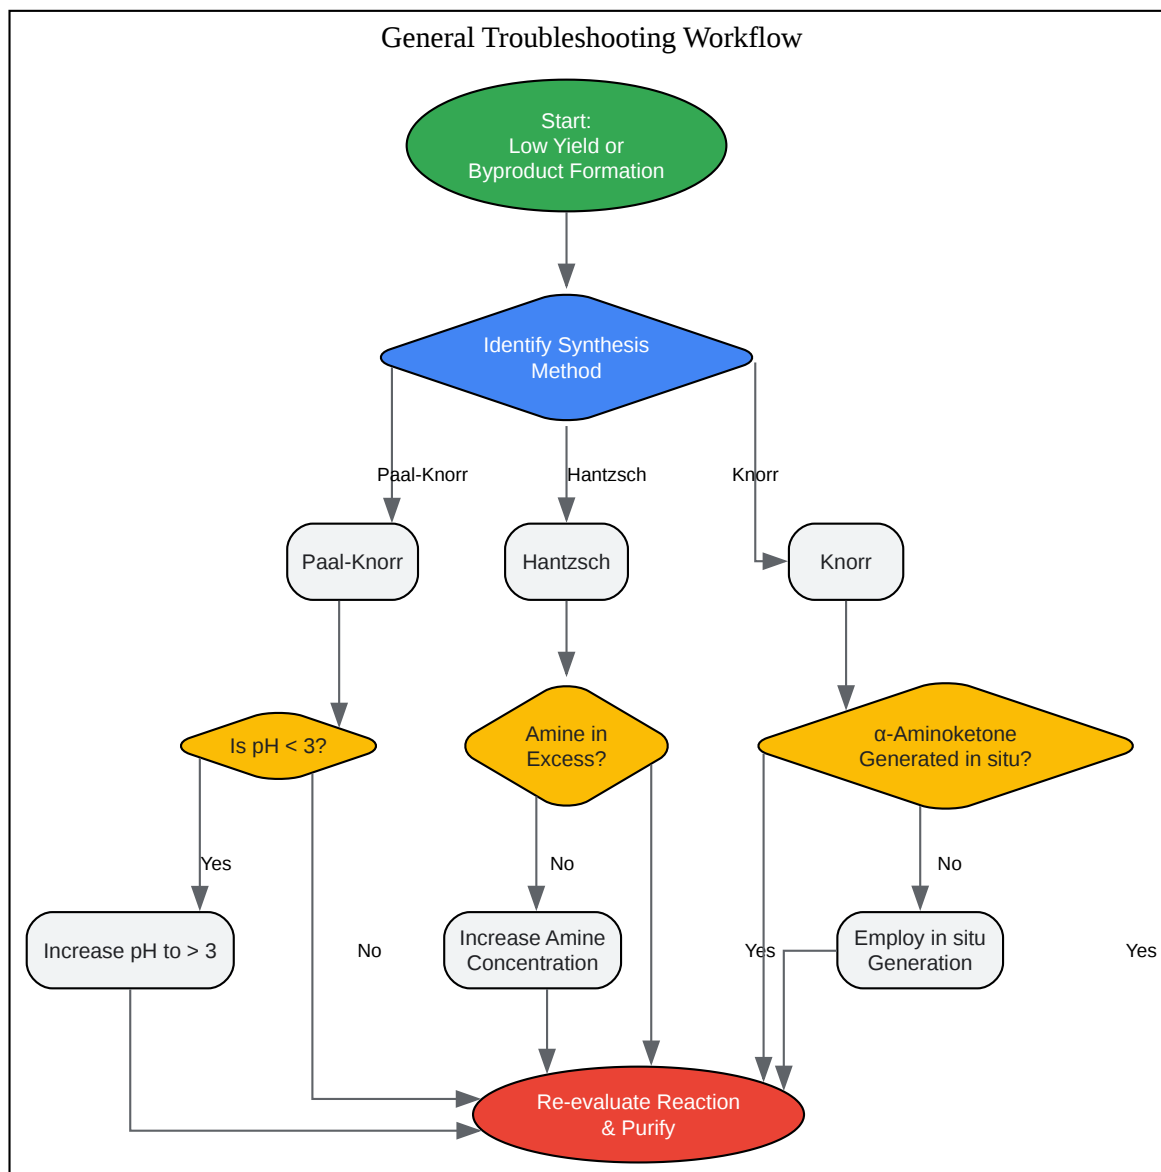 General Troubleshooting Workflow
Start:
Low Yield or
Byproduct Formation
Identify Synthesis
Method
Paal-Knorr
Hantzsch
Knorr
Paal-Knorr
Hantzsch
Knorr
Is pH < 3?
Amine in
Excess?
α-Aminoketone
Generated in situ?
Yes
No
No
Increase pH to > 3
No
Increase Amine
Concentration
Yes
Employ in situ
Generation
Yes
Re-evaluate Reaction
& Purify